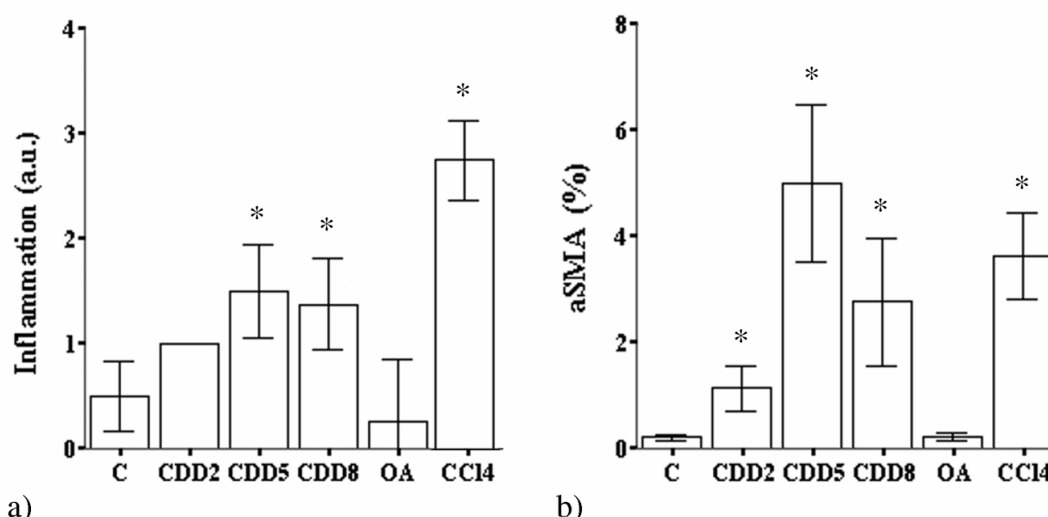 4
3
2
1
0
Inflammation (a.u.)
*
*
*
C CDD2 CDD5 CDD8 OA CCl4
a)
8
6
4
2
0
aSMA (%)
*
*
*
*
C CDD2 CDD5 CDD8 OA CCl4
b)